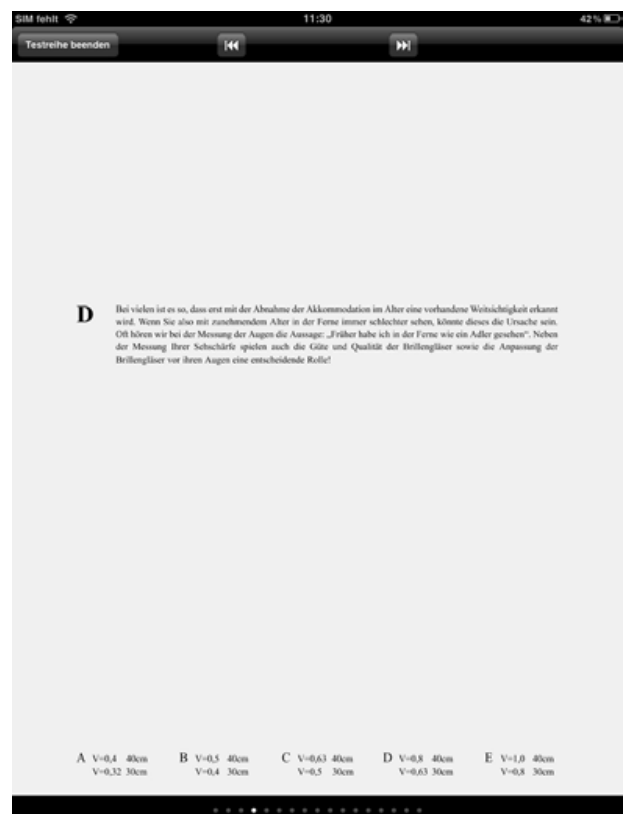 SIM fehlt 11:30 42 %
Testreihe beenden
D
Bei vielen ist es so, dass erst mit der Abnahme der Akkommodation im Alter eine vorhandene Weitsichtigkeit erkannt
wird. Wenn Sie also mit zunehmendem Alter in der Ferne immer schlechter sehen, könnte dieses die Ursache sein.
Oft hören wir bei der Messung der Augen die Aussage: „Früher habe ich in der Ferne wie ein Adler gesehen“. Neben
der Messung Ihrer Sehschärfe spielen auch die Güte und Qualität der Brillengläser sowie die Anpassung der
Brillengläser vor ihren Augen eine entscheidende Rolle!
A V=0,4 40cm B V=0,5 40cm C V=0,63 40cm D V=0,8 40cm E V=1,0 40cm
V=0,32 30cm V=0,4 30cm V=0,5 30cm V=0,63 30cm V=0,8 30cm